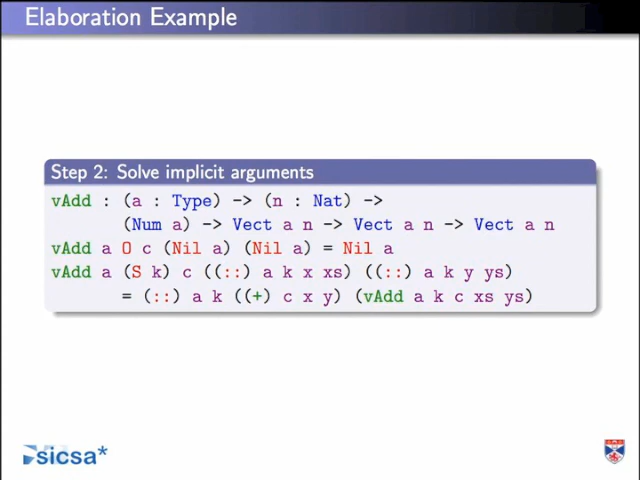 Elaboration Example
Step 2: Solve implicit arguments
vAdd : (a : Type) -> (n : Nat) ->
(Num a) -> Vect a n -> Vect a n -> Vect a n
vAdd a O c (Nil a) (Nil a) = Nil a
vAdd a (S k) c ((::) a k x xs) ((::) a k y ys)
= (::) a k ((+) c x y) (vAdd a k c xs ys)
sicsa*